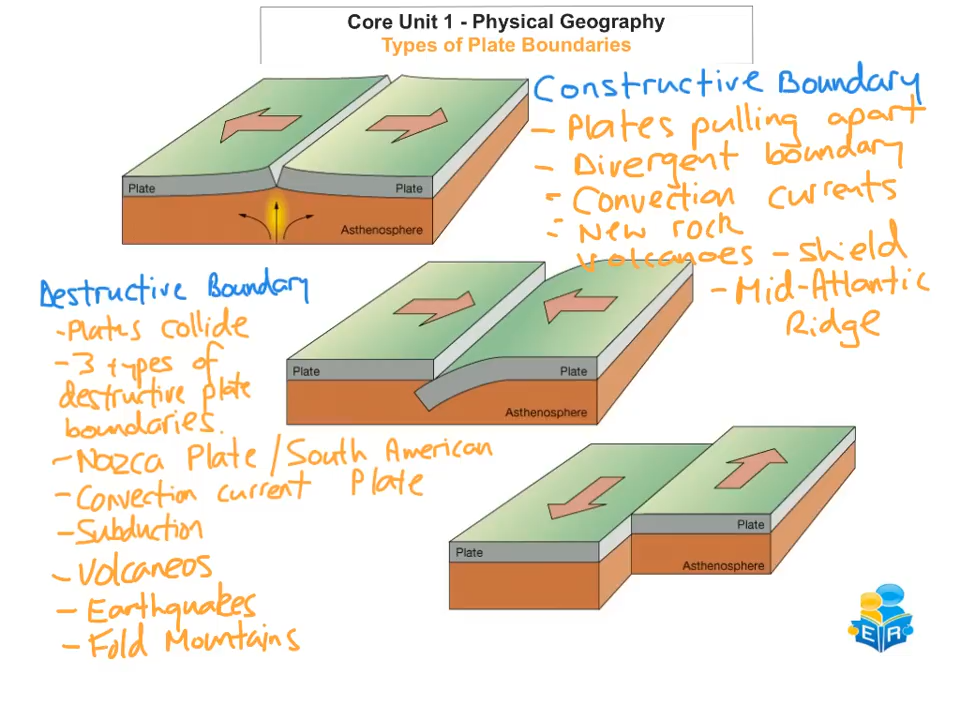 Core Unit 1 - Physical Geography
Types of Plate Boundaries
Constructive Boundary
- Plates pulling apart
- Divergent boundary
- Convection currents
- New rock
- Volcanoes - Shield
- Mid-Atlantic
Ridge
Plate
Plate
Asthenosphere
Destructive Boundary
- Plates collide
- 3 types of
destructive plate
boundaries.
- Nazca Plate / South American
Plate
- Convection current
- Subduction
- Volcaneos
- Earthquakes
- Fold Mountains
Plate
Plate
Asthenosphere
Plate
Plate
Asthenosphere
E R